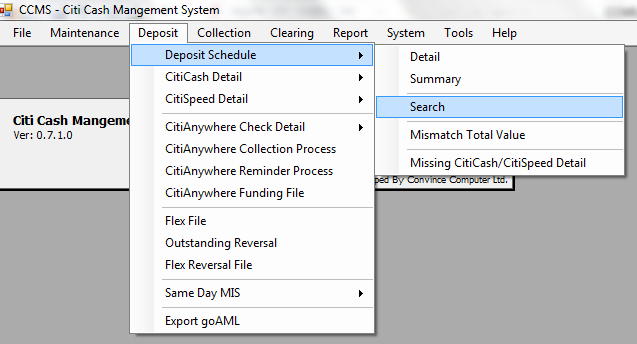 CCMS - Citi Cash Mangement System
File Maintenance Deposit Collection Clearing Report System Tools Help
Deposit Schedule
CitiCash Detail
CitiSpeed Detail
CitiAnywhere Check Detail
CitiAnywhere Collection Process
CitiAnywhere Reminder Process
CitiAnywhere Funding File
Flex File
Outstanding Reversal
Flex Reversal File
Same Day MIS
Export goAML
Detail
Summary
Search
Mismatch Total Value
Missing CitiCash/CitiSpeed Detail
Citi Cash Mangeme
Ver: 0.7.1.0
ped By Convince Computer Ltd.